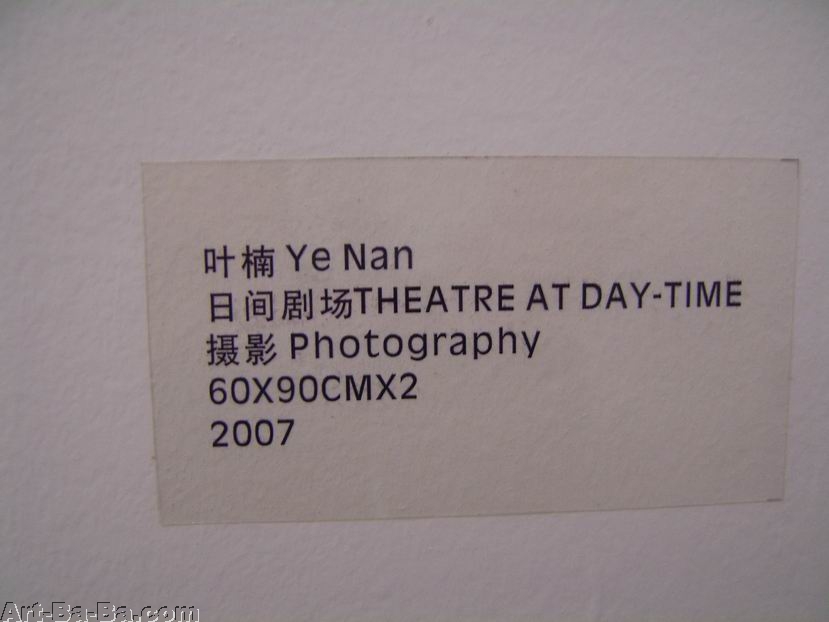 叶楠 Ye Nan
日间剧场THEATRE AT DAY-TIME
摄影 Photography
60X90CMX2
2007
Art-Ba-Ba.com